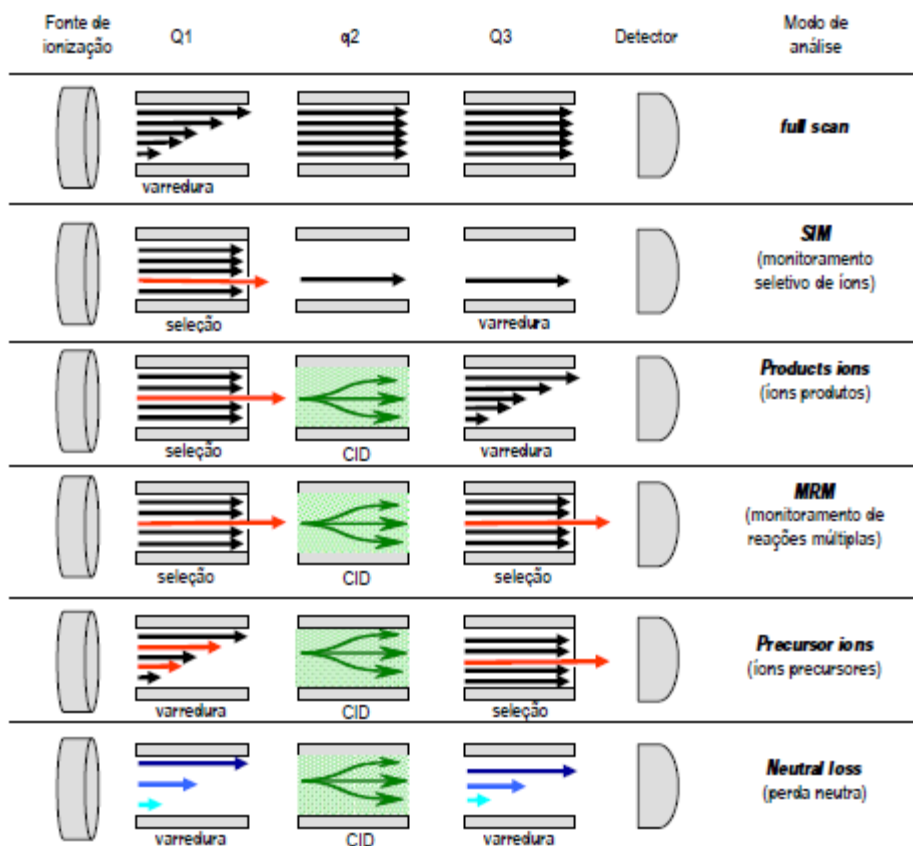 Fonte de
ionização
Q1
q2
Q3
Detector
Modo de
análise
full scan
varredura
SIM
(monitoramento
seletivo de íons)
seleção
varredura
Products ions
(íons produtos)
seleção
CID
varredura
MRM
(monitoramento de
reações múltiplas)
seleção
CID
seleção
Precursor ions
(íons precursores)
varredura
CID
seleção
Neutral loss
(perda neutra)
varredura
CID
varredura